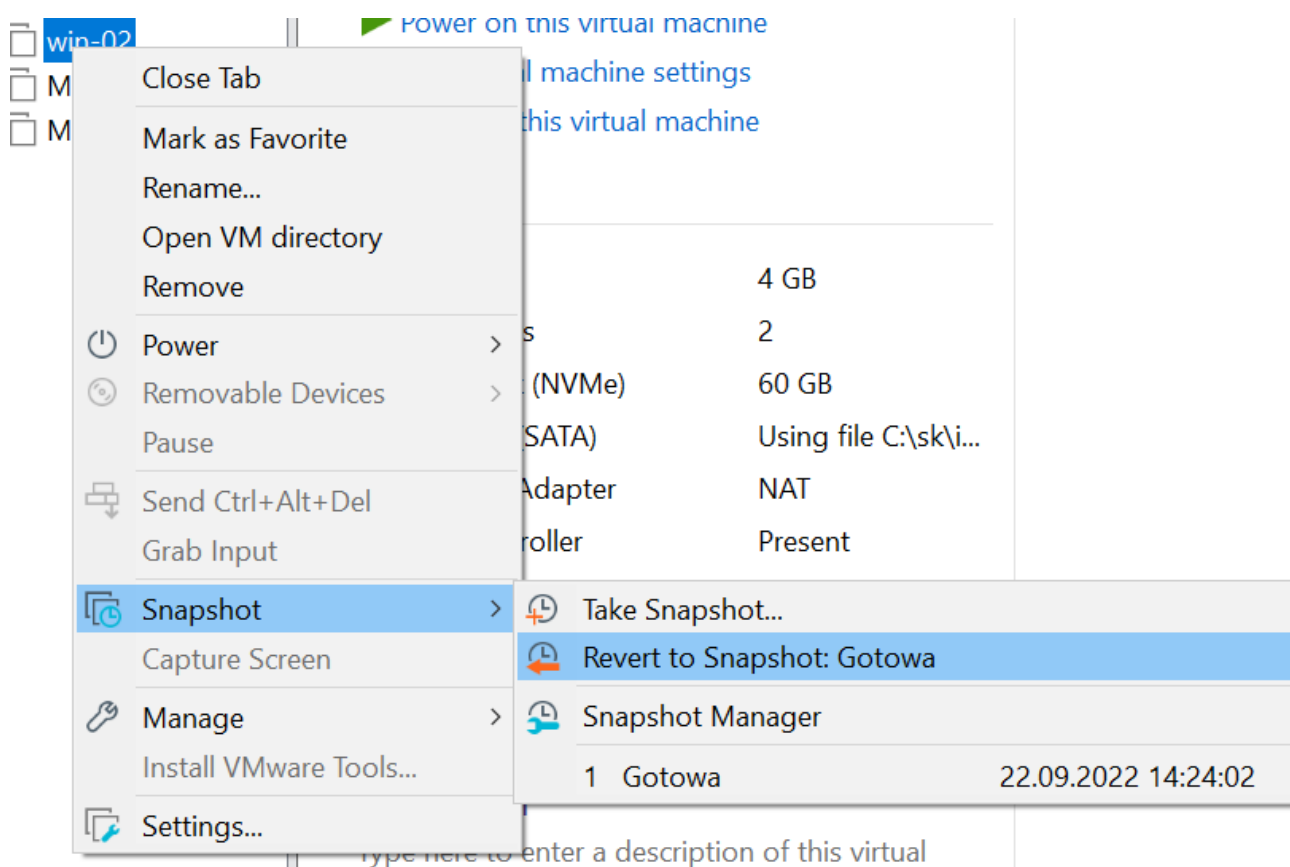 win-02
Power on this virtual machine
l machine settings
this virtual machine
M
M
Close Tab
Mark as Favorite
Rename...
Open VM directory
Remove
Power
Removable Devices
Pause
Send Ctrl+Alt+Del
Grab Input
Snapshot
Capture Screen
Manage
Install VMware Tools...
Settings...
4 GB
s 2
(NVMe) 60 GB
(SATA) Using file C:\sk\i...
Adapter NAT
roller Present
Take Snapshot...
Revert to Snapshot: Gotowa
Snapshot Manager
1 Gotowa 22.09.2022 14:24:02
Type here to enter a description of this virtual